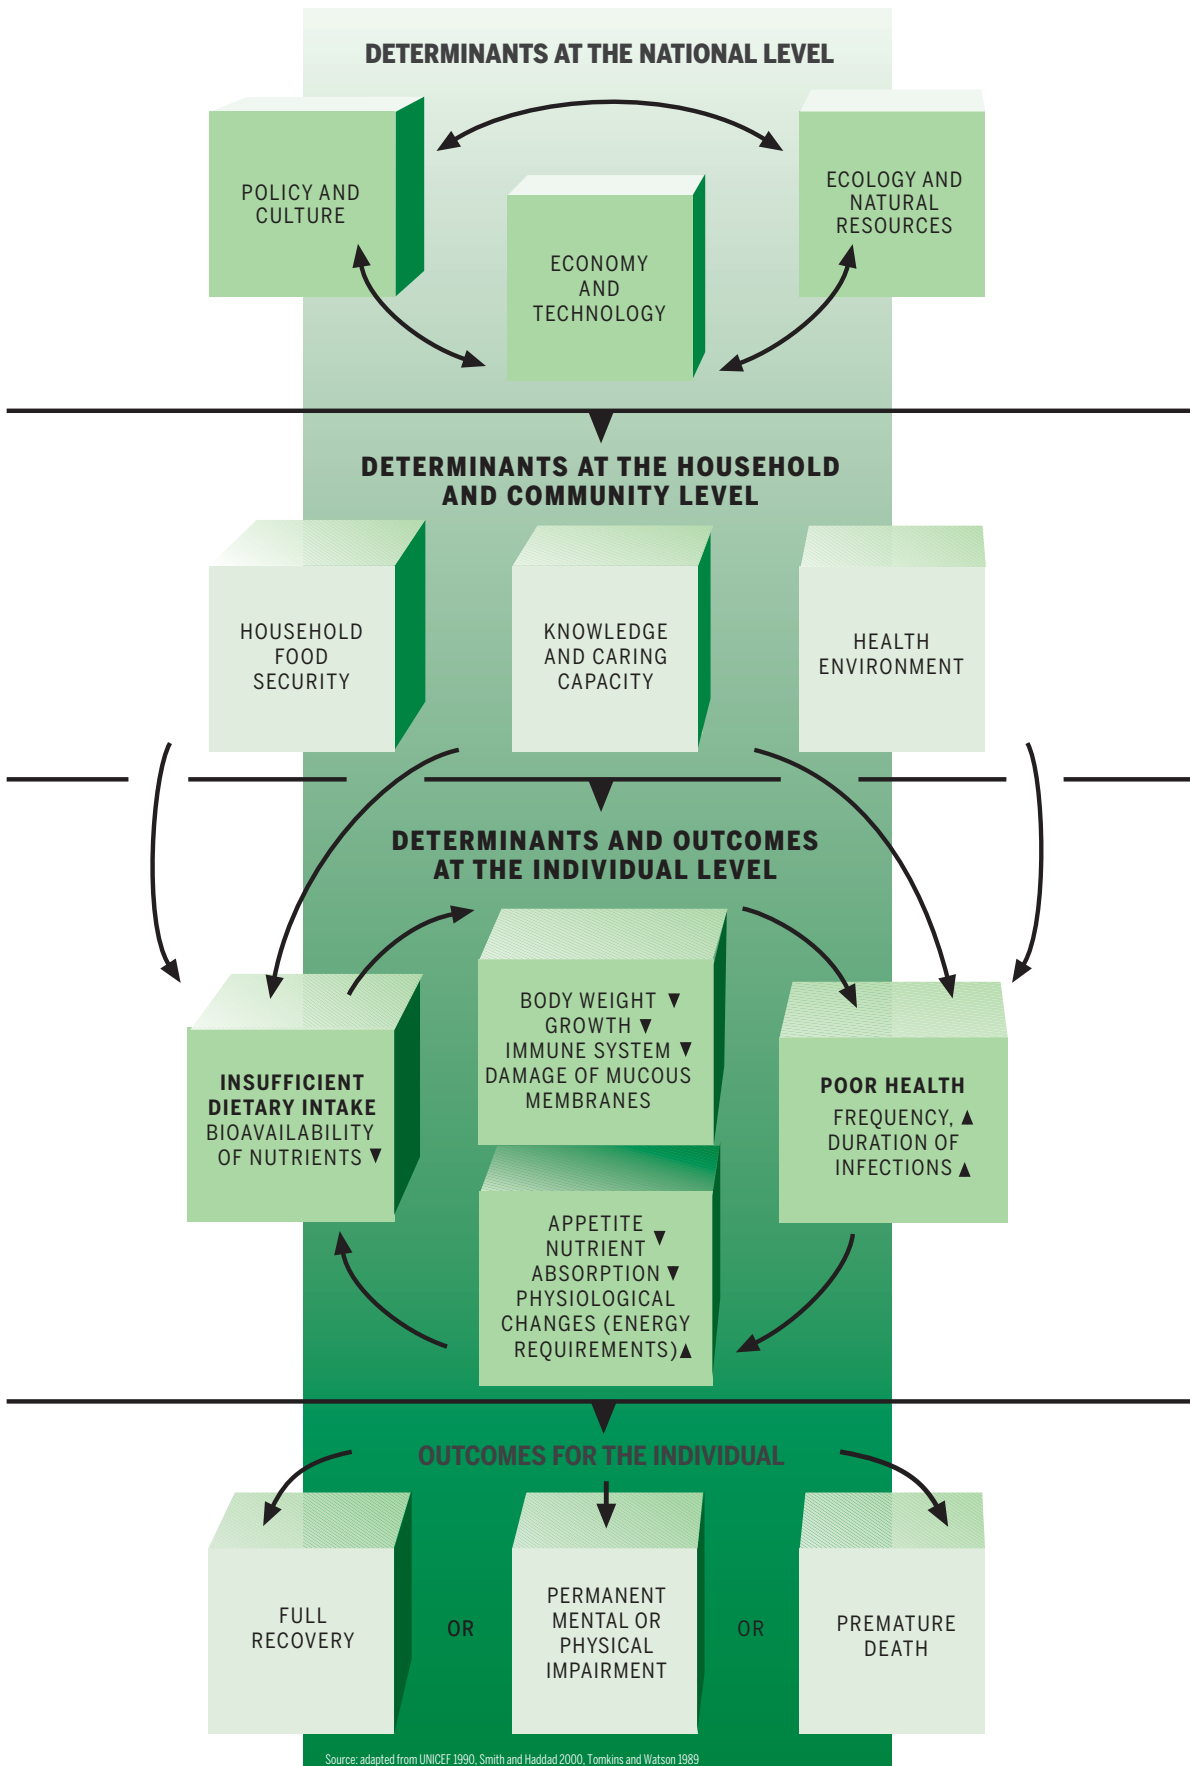 DETERMINANTS AT THE NATIONAL LEVEL
POLICY AND
CULTURE
ECONOMY
AND
TECHNOLOGY
ECOLOGY AND
NATURAL
RESOURCES
DETERMINANTS AT THE HOUSEHOLD
AND COMMUNITY LEVEL
HOUSEHOLD
FOOD
SECURITY
KNOWLEDGE
AND CARING
CAPACITY
HEALTH
ENVIRONMENT
DETERMINANTS AND OUTCOMES
AT THE INDIVIDUAL LEVEL
INSUFFICIENT
DIETARY INTAKE
BIOAVAILABILITY
OF NUTRIENTS ▼
BODY WEIGHT ▼
GROWTH ▼
IMMUNE SYSTEM ▼
DAMAGE OF MUCOUS
MEMBRANES
POOR HEALTH
FREQUENCY, ▲
DURATION OF
INFECTIONS ▲
APPETITE ▼
NUTRIENT
ABSORPTION ▼
PHYSIOLOGICAL
CHANGES (ENERGY
REQUIREMENTS) ▲
OUTCOMES FOR THE INDIVIDUAL
FULL
RECOVERY
OR
PERMANENT
MENTAL OR
PHYSICAL
IMPAIRMENT
OR
PREMATURE
DEATH
Source: adapted from UNICEF 1990, Smith and Haddad 2000, Tomkins and Watson 1989